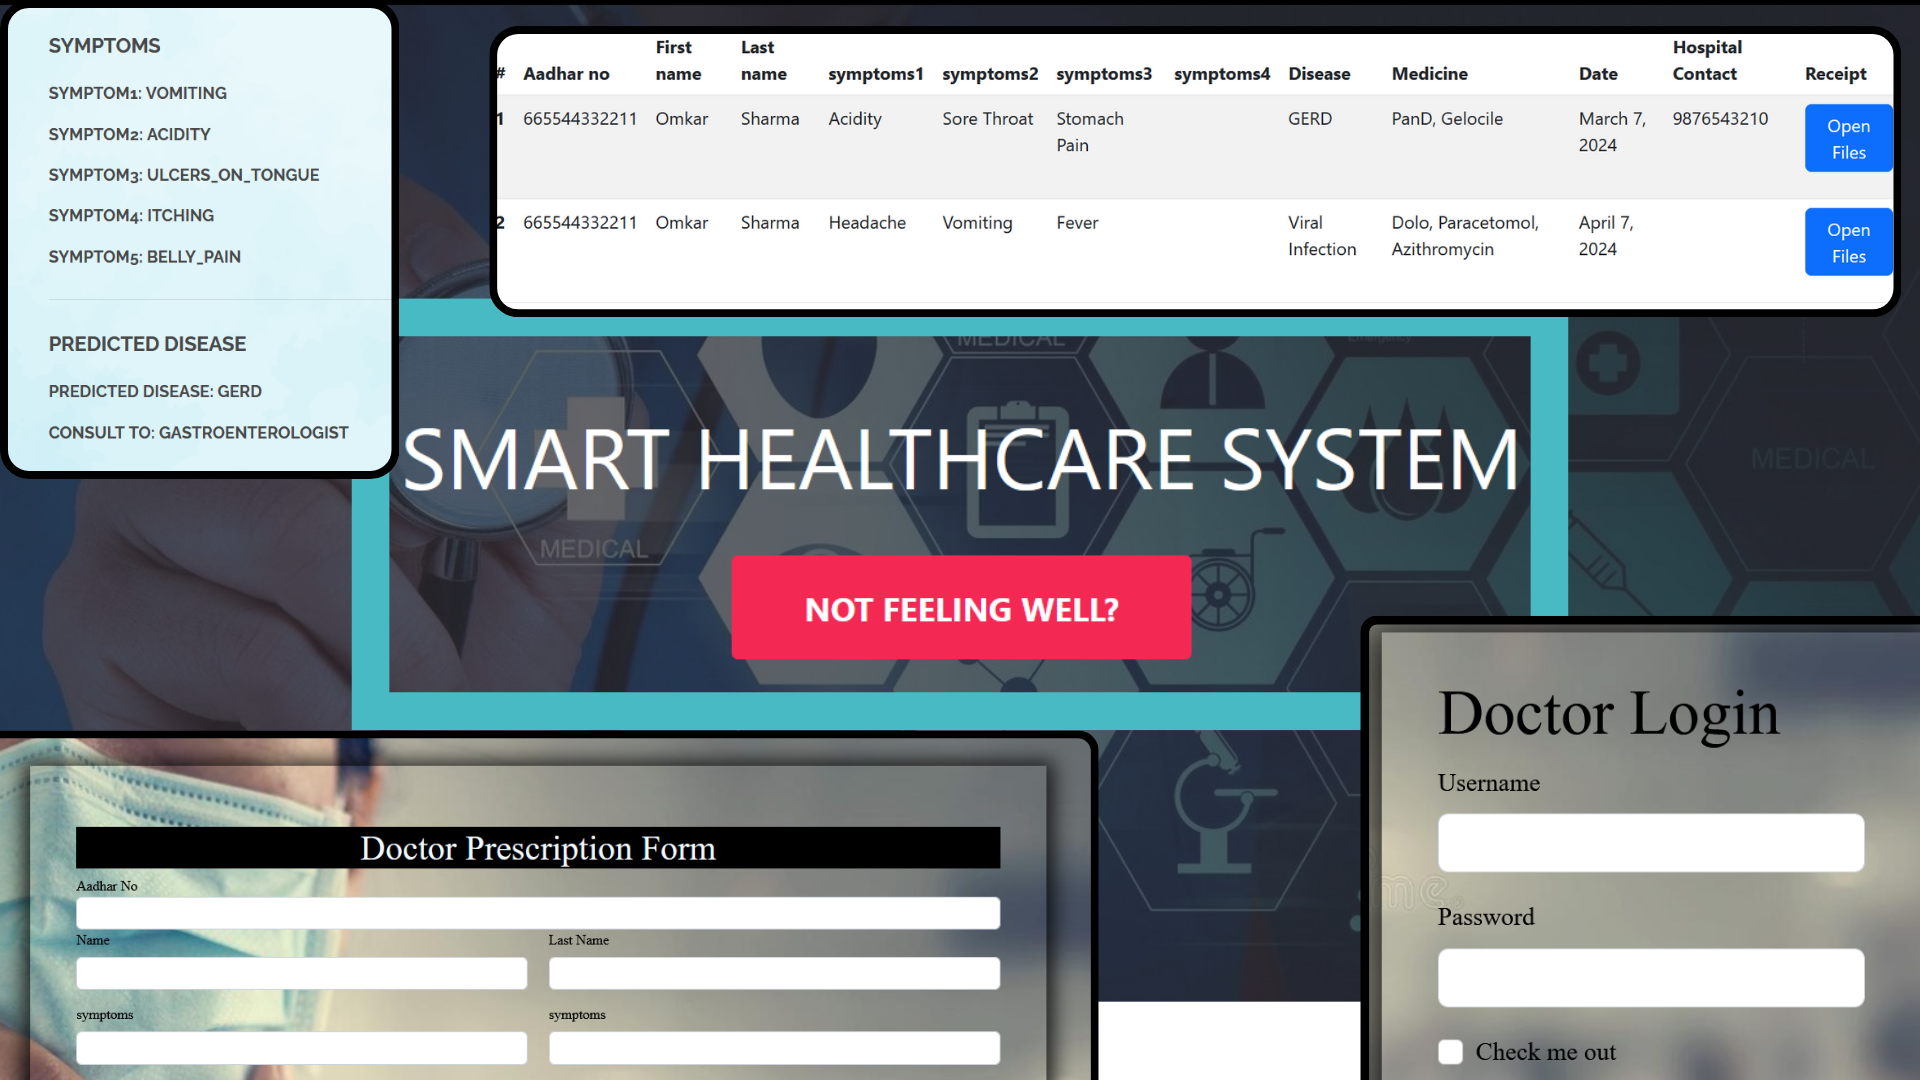 SYMPTOMS
SYMPTOM1: VOMITING
SYMPTOM2: ACIDITY
SYMPTOM3: ULCERS_ON_TONGUE
SYMPTOM4: ITCHING
SYMPTOM5: BELLY_PAIN
PREDICTED DISEASE
PREDICTED DISEASE: GERD
CONSULT TO: GASTROENTEROLOGIST
First Last Hospital
# Aadhar no name name symptoms1 symptoms2 symptoms3 symptoms4 Disease Medicine Date Contact Receipt
1 665544332211 Omkar Sharma Acidity Sore Throat Stomach GERD PanD, Gelocile March 7, 9876543210 Open
Pain 2024 Files
2 665544332211 Omkar Sharma Headache Vomiting Fever Viral Dolo, Paracetomol, April 7, Open
Infection Azithromycin 2024 Files
MEDICAL
Emergency
SMART HEALTHCARE SYSTEM
MEDICAL
MEDICAL
NOT FEELING WELL?
Doctor Prescription Form
Aadhar No
Name Last Name
symptoms symptoms
Doctor Login
Username
me.
Password
Check me out